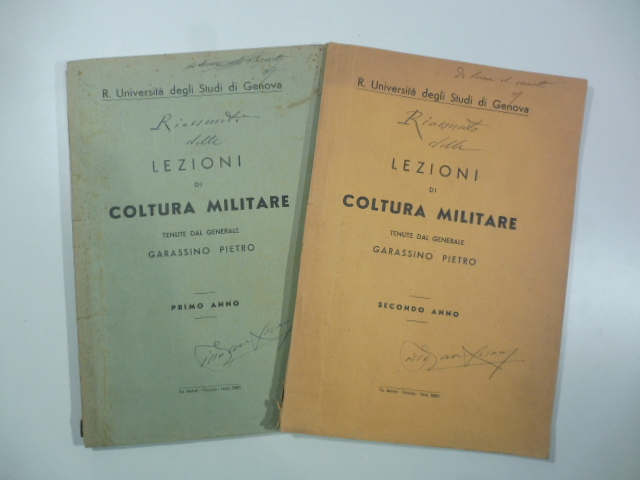 R. Università degli Studi di Genova
Riassunti
delle
LEZIONI
DI
COLTURA MILITARE
TENUTE DAL GENERALE
GARASSINO PIETRO
PRIMO ANNO
R. Università degli Studi di Genova
Riassunto
delle
LEZIONI
DI
COLTURA MILITARE
TENUTE DAL GENERALE
GARASSINO PIETRO
SECONDO ANNO